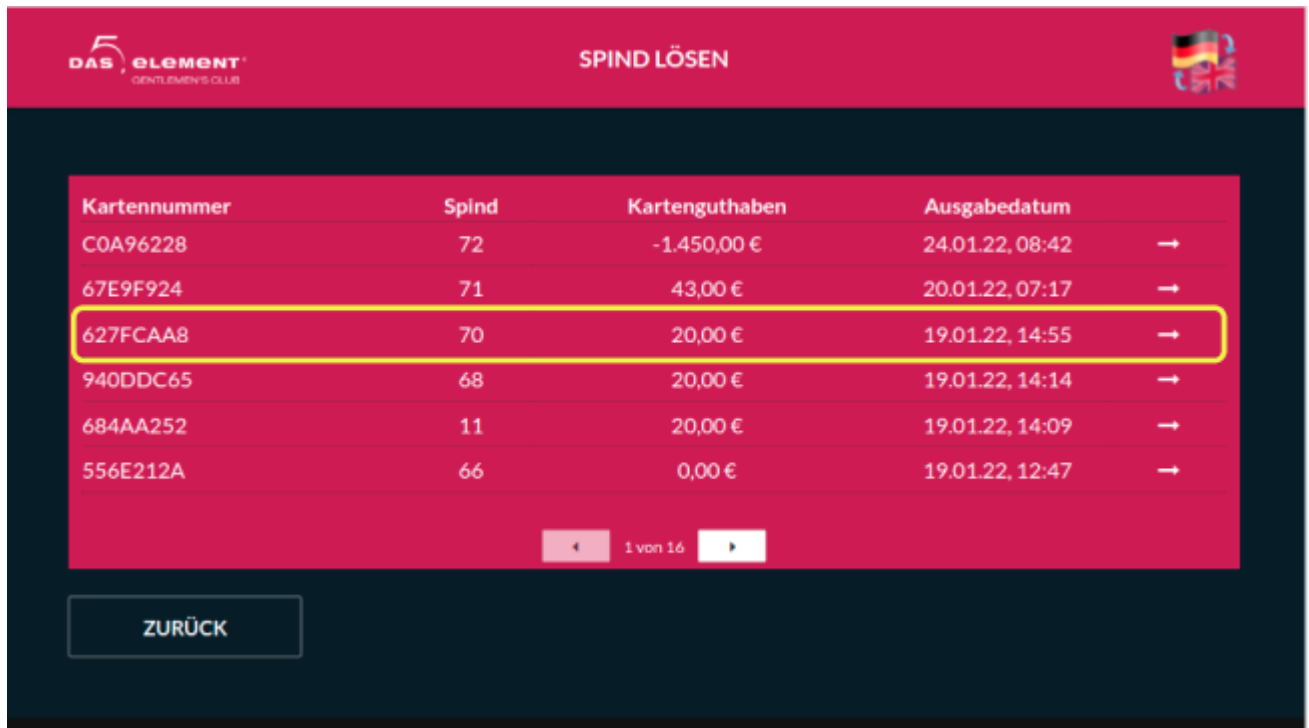 DAS 5 ELEMENT
GENTLEMEN'S CLUB
SPIND LÖSEN
Kartennummer Spind Kartenguthaben Ausgabedatum
C0A96228 72 -1.450,00 € 24.01.22, 08:42 →
67E9F924 71 43,00 € 20.01.22, 07:17 →
627FCAA8 70 20,00 € 19.01.22, 14:55 →
940DDC65 68 20,00 € 19.01.22, 14:14 →
684AA252 11 20,00 € 19.01.22, 14:09 →
556E212A 66 0,00 € 19.01.22, 12:47 →
1 von 16
ZURÜCK